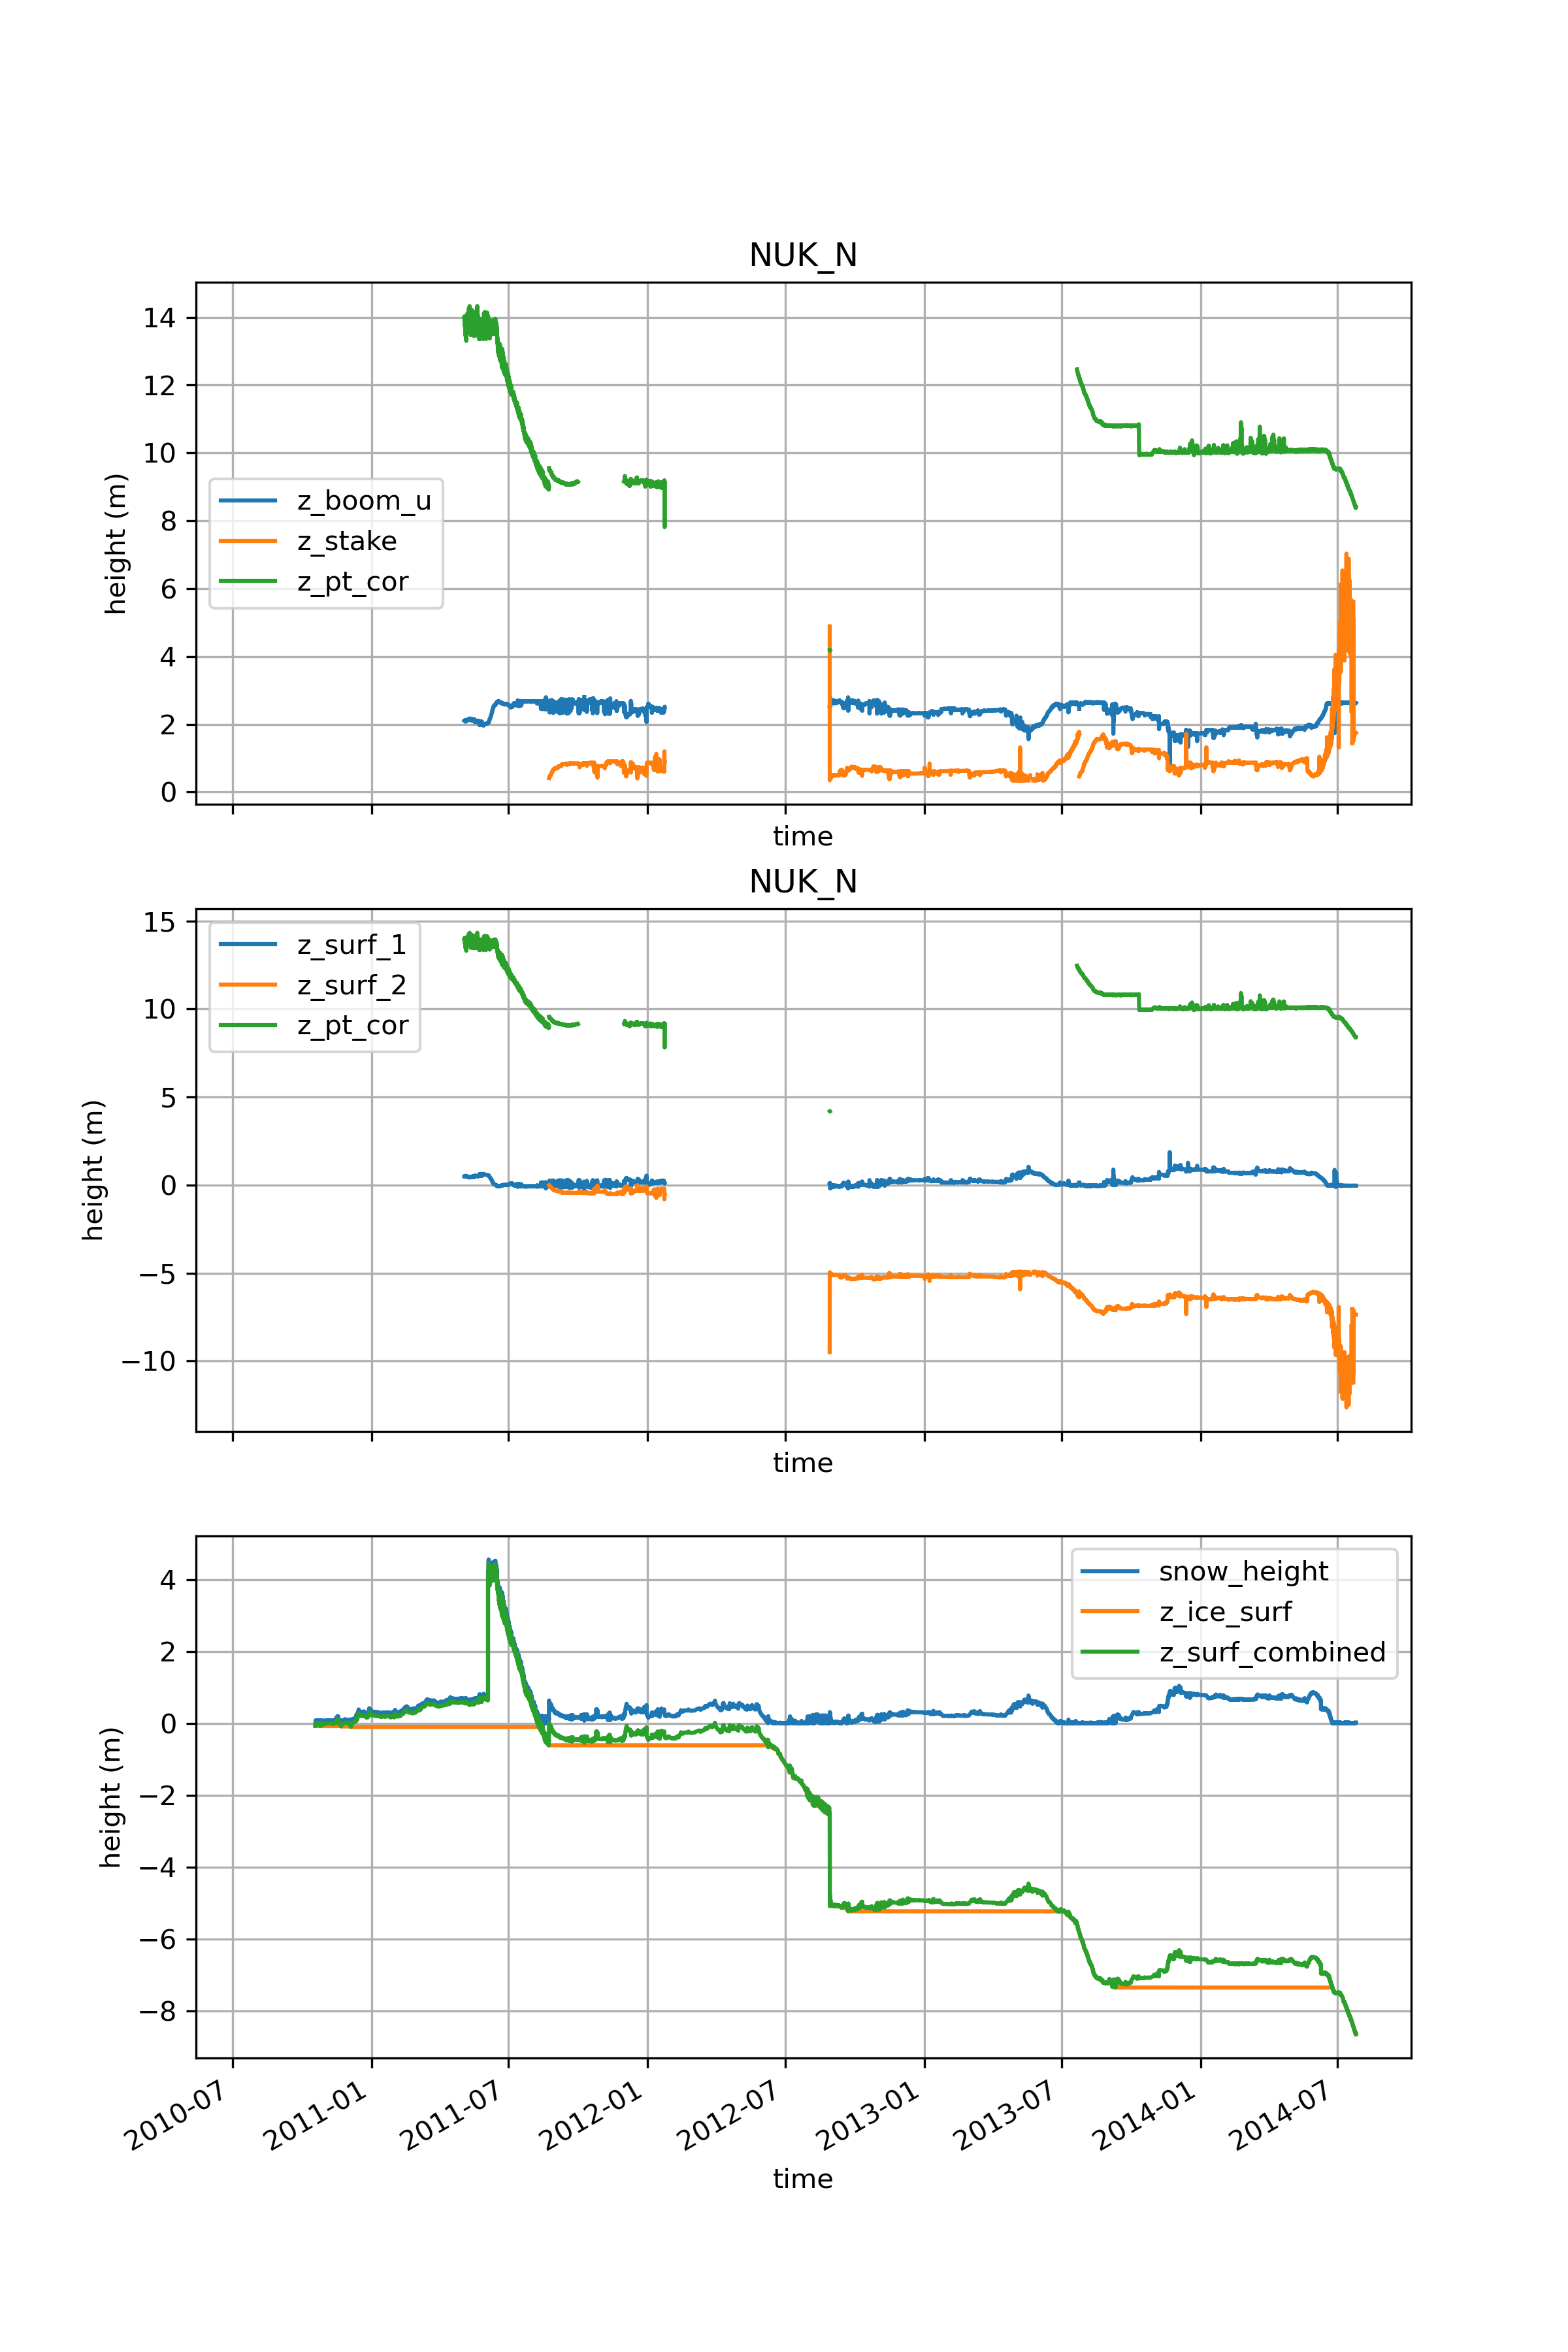 NUK_N
14
12
10
8
6
4
2
0
height (m)
z_boom_u
z_stake
z_pt_cor
time
NUK_N
15
10
5
0
−5
−10
height (m)
z_surf_1
z_surf_2
z_pt_cor
time
4
2
0
−2
−4
−6
−8
height (m)
snow_height
z_ice_surf
z_surf_combined
2010-07
2011-01
2011-07
2012-01
2012-07
2013-01
2013-07
2014-01
2014-07
time